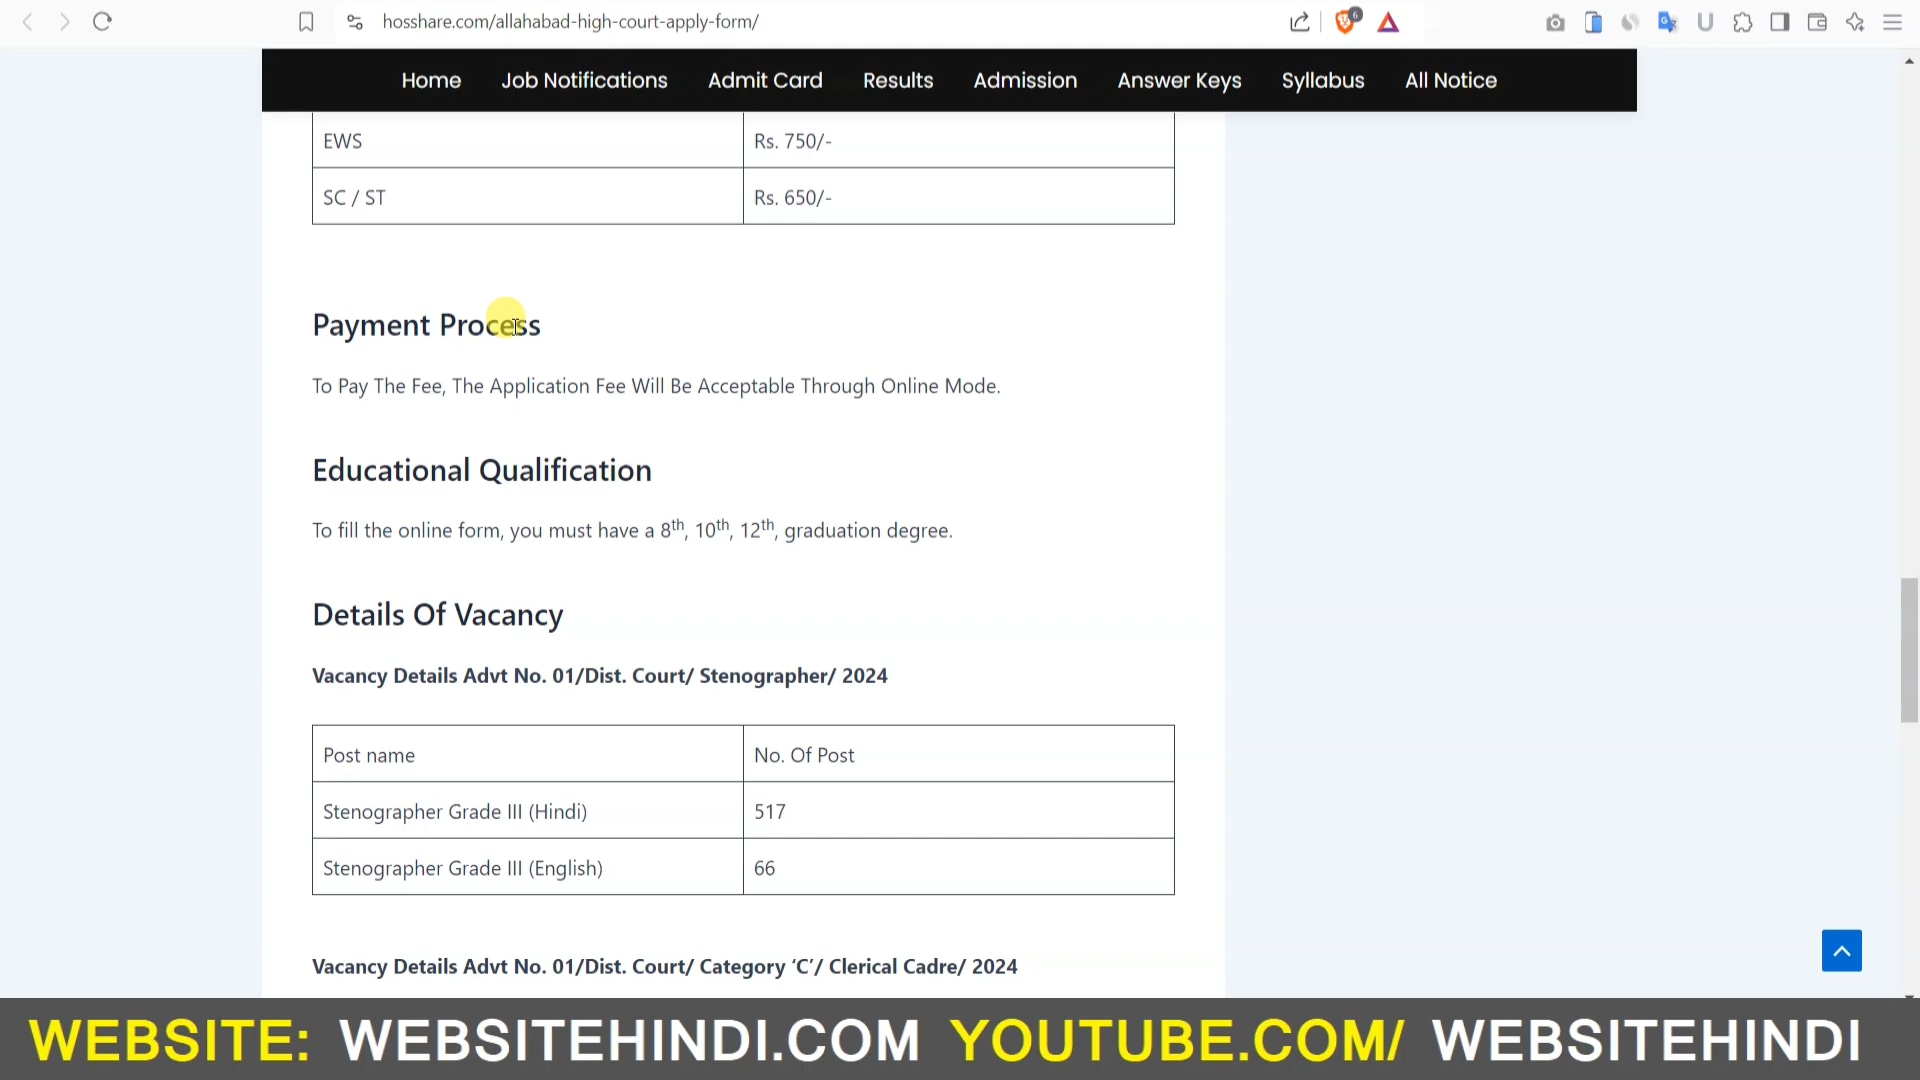 hosshare.com/allahabad-high-court-apply-form/
6
Home Job Notifications Admit Card Results Admission Answer Keys Syllabus All Notice
EWS Rs. 750/-
SC / ST Rs. 650/-
Payment Process
To Pay The Fee, The Application Fee Will Be Acceptable Through Online Mode.
Educational Qualification
To fill the online form, you must have a 8th, 10th, 12th, graduation degree.
Details Of Vacancy
Vacancy Details Advt No. 01/Dist. Court/ Stenographer/ 2024
Post name No. Of Post
Stenographer Grade III (Hindi) 517
Stenographer Grade III (English) 66
Vacancy Details Advt No. 01/Dist. Court/ Category ‘C’/ Clerical Cadre/ 2024
WEBSITE: WEBSITEHINDI.COM YOUTUBE.COM/ WEBSITEHINDI